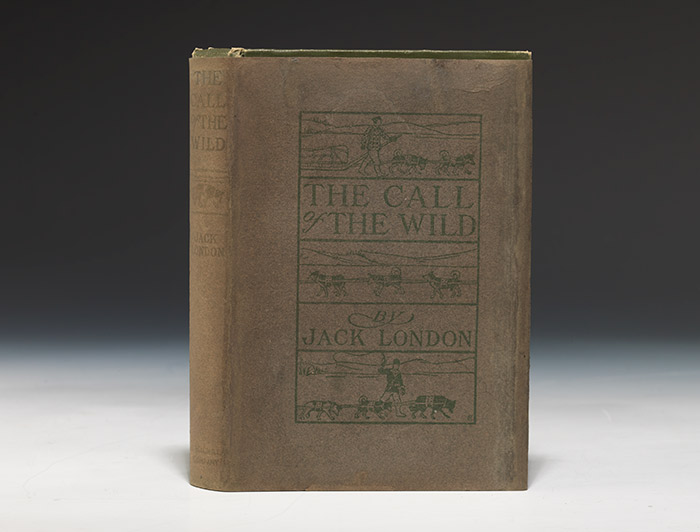 THE
CALL
OF THE
WILD
JACK
LONDON
THE CALL
of THE WILD
BY
JACK LONDON